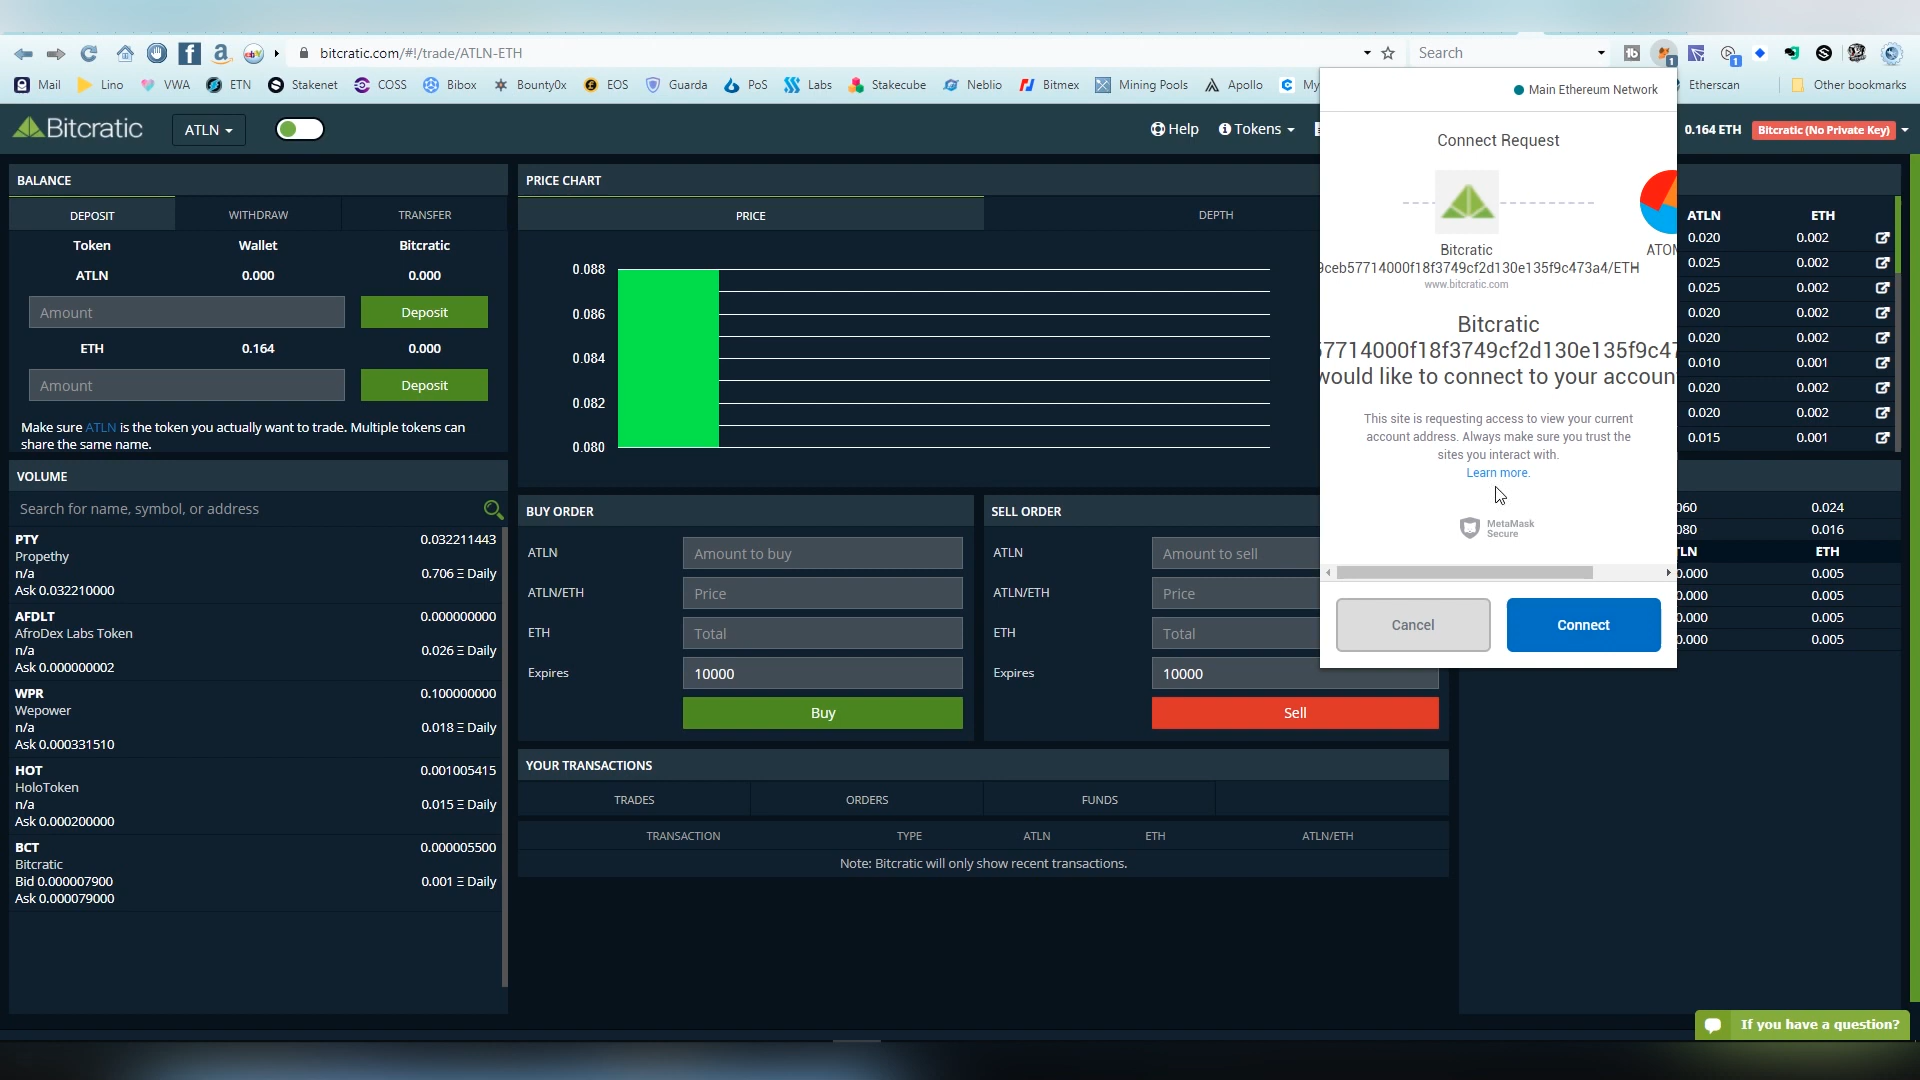 bitcratic.com/#!/trade/ATLN-ETH
Search
Mail
Lino
VWA
ETN
Stakenet
COSS
Bibox
Bounty0x
EOS
Guarda
PoS
Labs
Stakecube
Neblio
Bitmex
Mining Pools
Apollo
My
Etherscan
Other bookmarks
Bitcratic
ATLN
Help
Tokens
0.164 ETH
Bitcratic (No Private Key)
BALANCE
DEPOSIT WITHDRAW TRANSFER
Token Wallet Bitcratic
ATLN 0.000 0.000
Amount Deposit
ETH 0.164 0.000
Amount Deposit
Make sure ATLN is the token you actually want to trade. Multiple tokens can
share the same name.
VOLUME
Search for name, symbol, or address
PTY 0.032211443
Propethy
n/a 0.706 Ξ Daily
Ask 0.032210000
AFDLT 0.000000000
AfroDex Labs Token
n/a 0.026 Ξ Daily
Ask 0.000000002
WPR 0.100000000
Wepower
n/a 0.018 Ξ Daily
Ask 0.000331510
HOT 0.001005415
HoloToken
n/a 0.015 Ξ Daily
Ask 0.000200000
BCT 0.000005500
Bitcratic
Bid 0.000007900 0.001 Ξ Daily
Ask 0.000079000
PRICE CHART
PRICE DEPTH
0.088
0.086
0.084
0.082
0.080
BUY ORDER
ATLN Amount to buy
ATLN/ETH Price
ETH Total
Expires 10000
Buy
SELL ORDER
ATLN Amount to sell
ATLN/ETH Price
ETH Total
Expires 10000
Sell
YOUR TRANSACTIONS
TRADES ORDERS FUNDS
TRANSACTION TYPE ATLN ETH ATLN/ETH
Note: Bitcratic will only show recent transactions.
Main Ethereum Network
Connect Request
Bitcratic
9ceb57714000f18f3749cf2d130e135f9c473a4/ETH
www.bitcratic.com
ATOM
Bitcratic
57714000f18f3749cf2d130e135f9c47
would like to connect to your account
This site is requesting access to view your current
account address. Always make sure you trust the
sites you interact with.
Learn more.
MetaMask
Secure
Cancel Connect
ATLN ETH
0.020 0.002
0.025 0.002
0.025 0.002
0.020 0.002
0.020 0.002
0.010 0.001
0.020 0.002
0.020 0.002
0.015 0.001
060 0.024
080 0.016
TLN ETH
0.000 0.005
0.000 0.005
0.000 0.005
0.000 0.005
If you have a question?